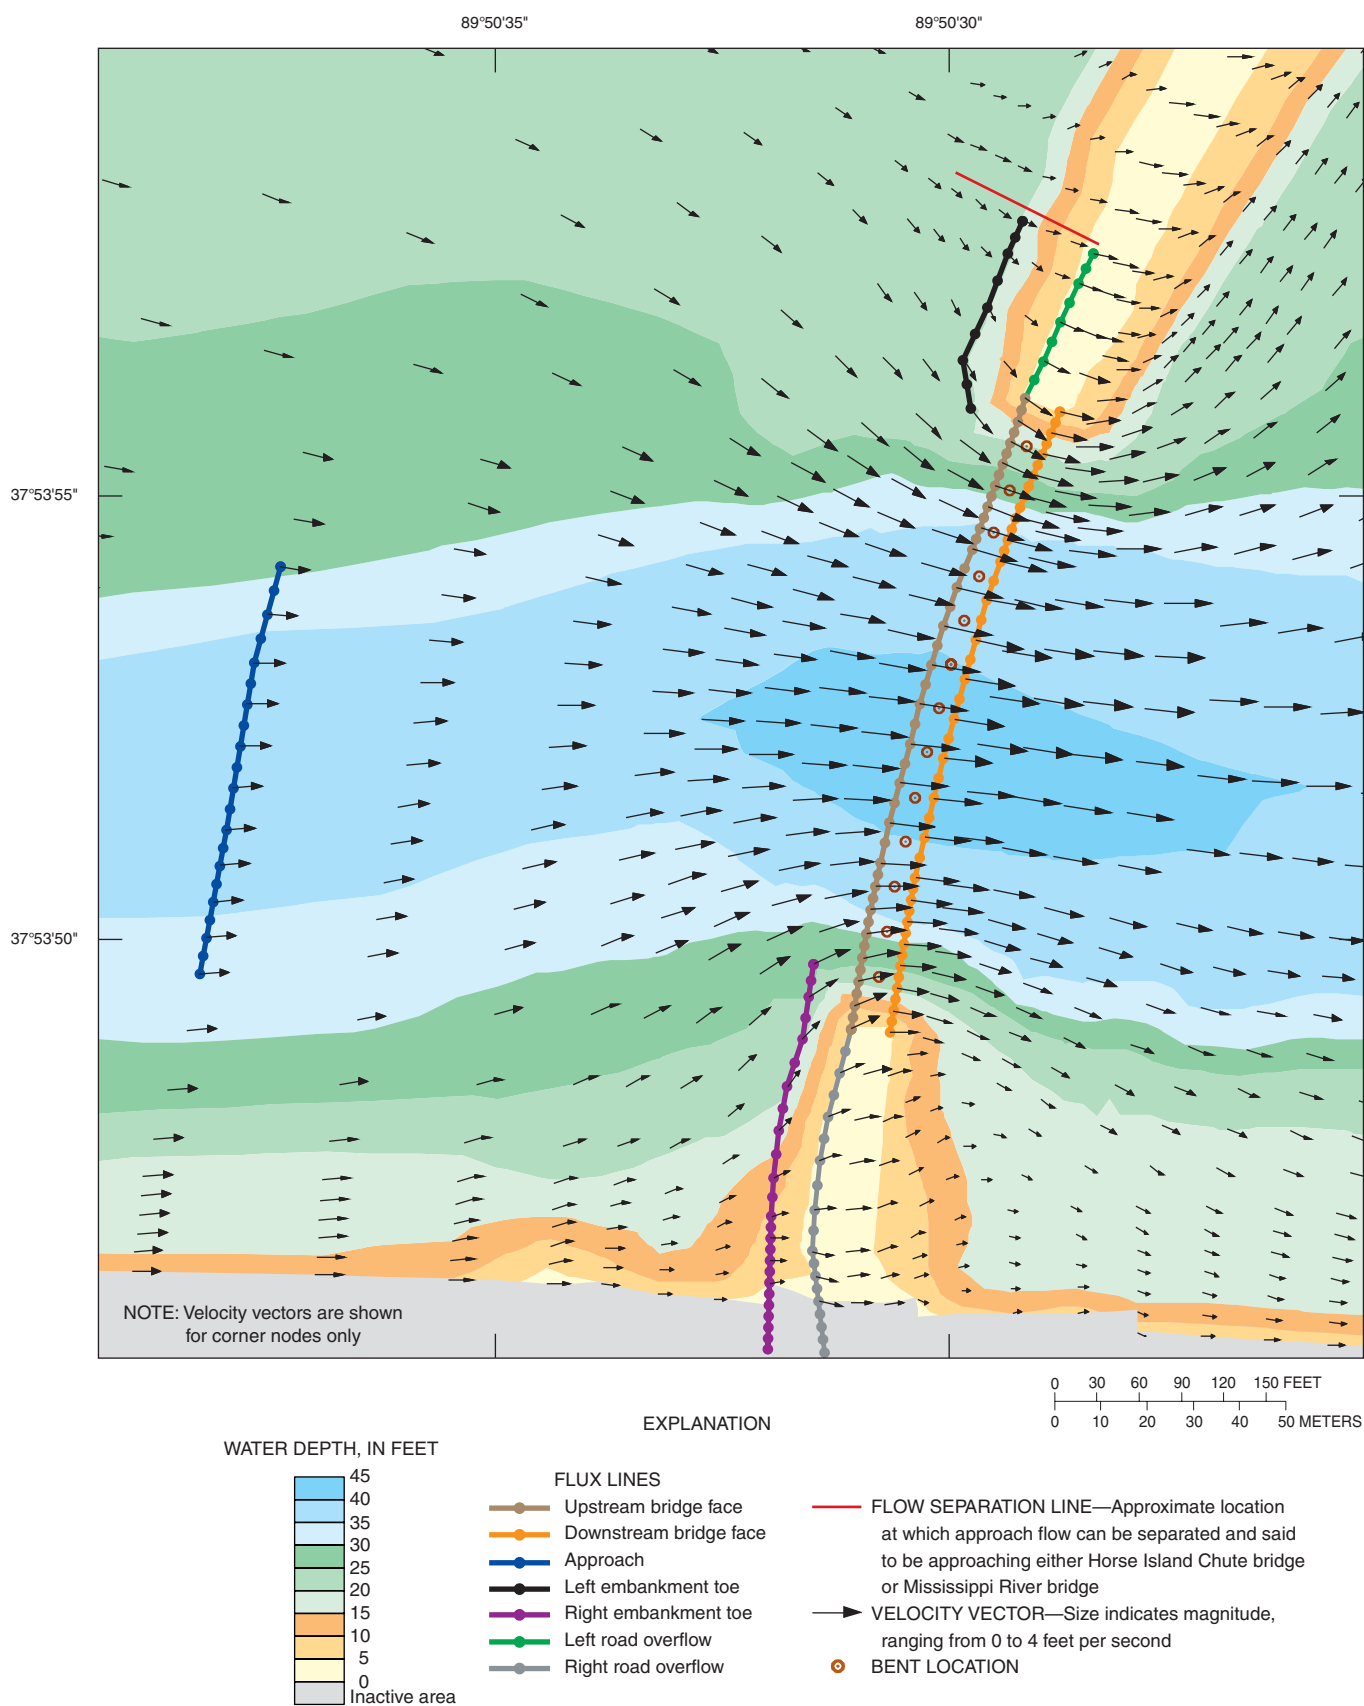 89°50'35"
89°50'30"
37°53'55"
37°53'50"
NOTE: Velocity vectors are shown
for corner nodes only
0 30 60 90 120 150 FEET
0 10 20 30 40 50 METERS
EXPLANATION
WATER DEPTH, IN FEET
45
40
35
30
25
20
15
10
5
0
Inactive area
FLUX LINES
Upstream bridge face
Downstream bridge face
Approach
Left embankment toe
Right embankment toe
Left road overflow
Right road overflow
FLOW SEPARATION LINE—Approximate location
at which approach flow can be separated and said
to be approaching either Horse Island Chute bridge
or Mississippi River bridge
VELOCITY VECTOR—Size indicates magnitude,
ranging from 0 to 4 feet per second
BENT LOCATION